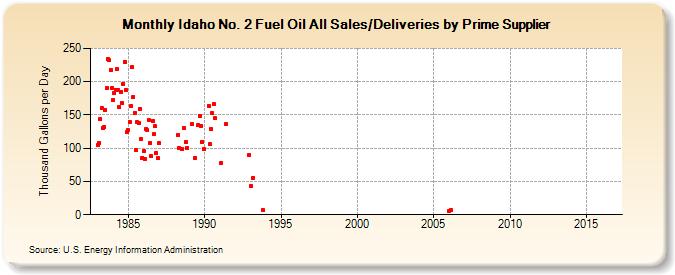 Monthly Idaho No. 2 Fuel Oil All Sales/Deliveries by Prime Supplier
Thousand Gallons per Day
250
200
150
100
50
0
1985 1990 1995 2000 2005 2010 2015
Source: U.S. Energy Information Administration